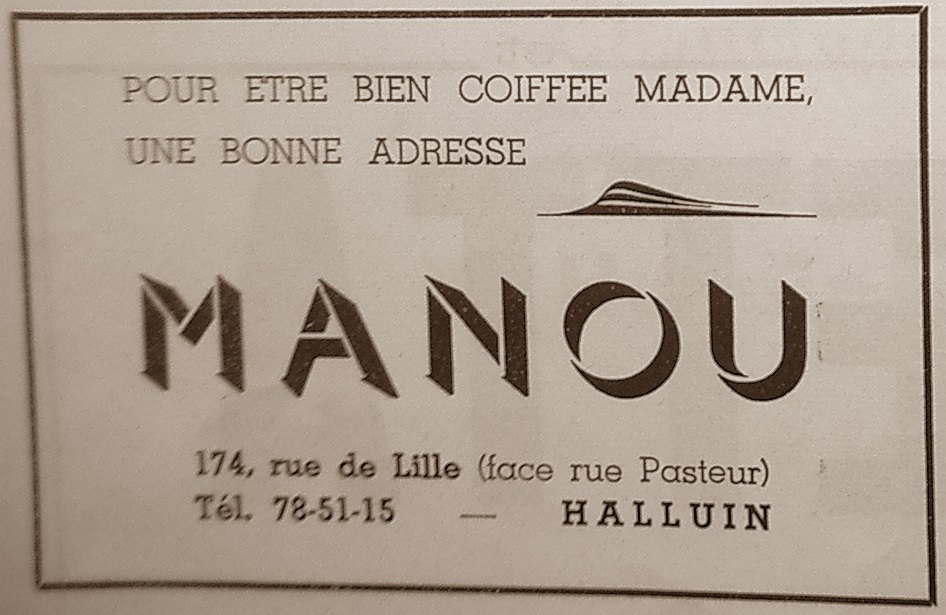 POUR ETRE BIEN COIFFEE MADAME,
UNE BONNE ADRESSE
MANOU
174, rue de Lille (face rue Pasteur)
Tél. 78-51-15 — HALLUIN